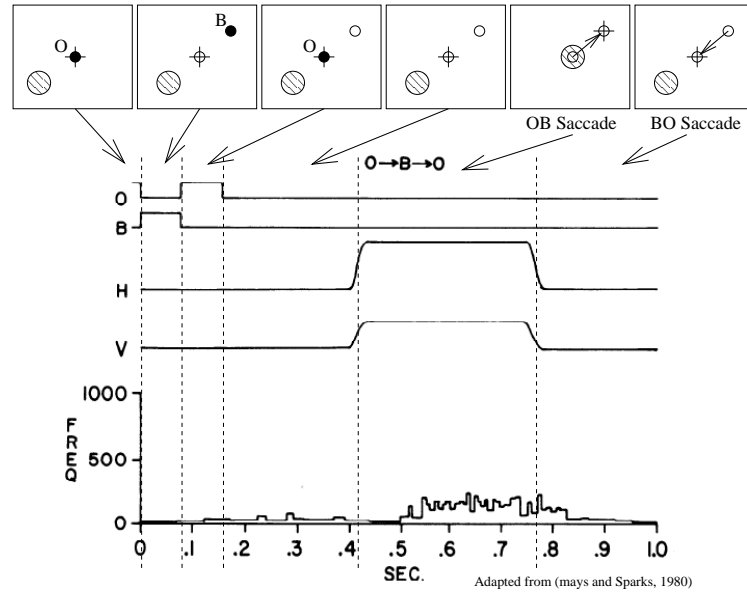 B
O
O
OB Saccade
BO Saccade
O→B→O
O
B
H
V
1000
500
0
FREQ
0 .1 .2 .3 .4 .5 .6 .7 .8 .9 1.0
SEC.
Adapted from (mays and Sparks, 1980)